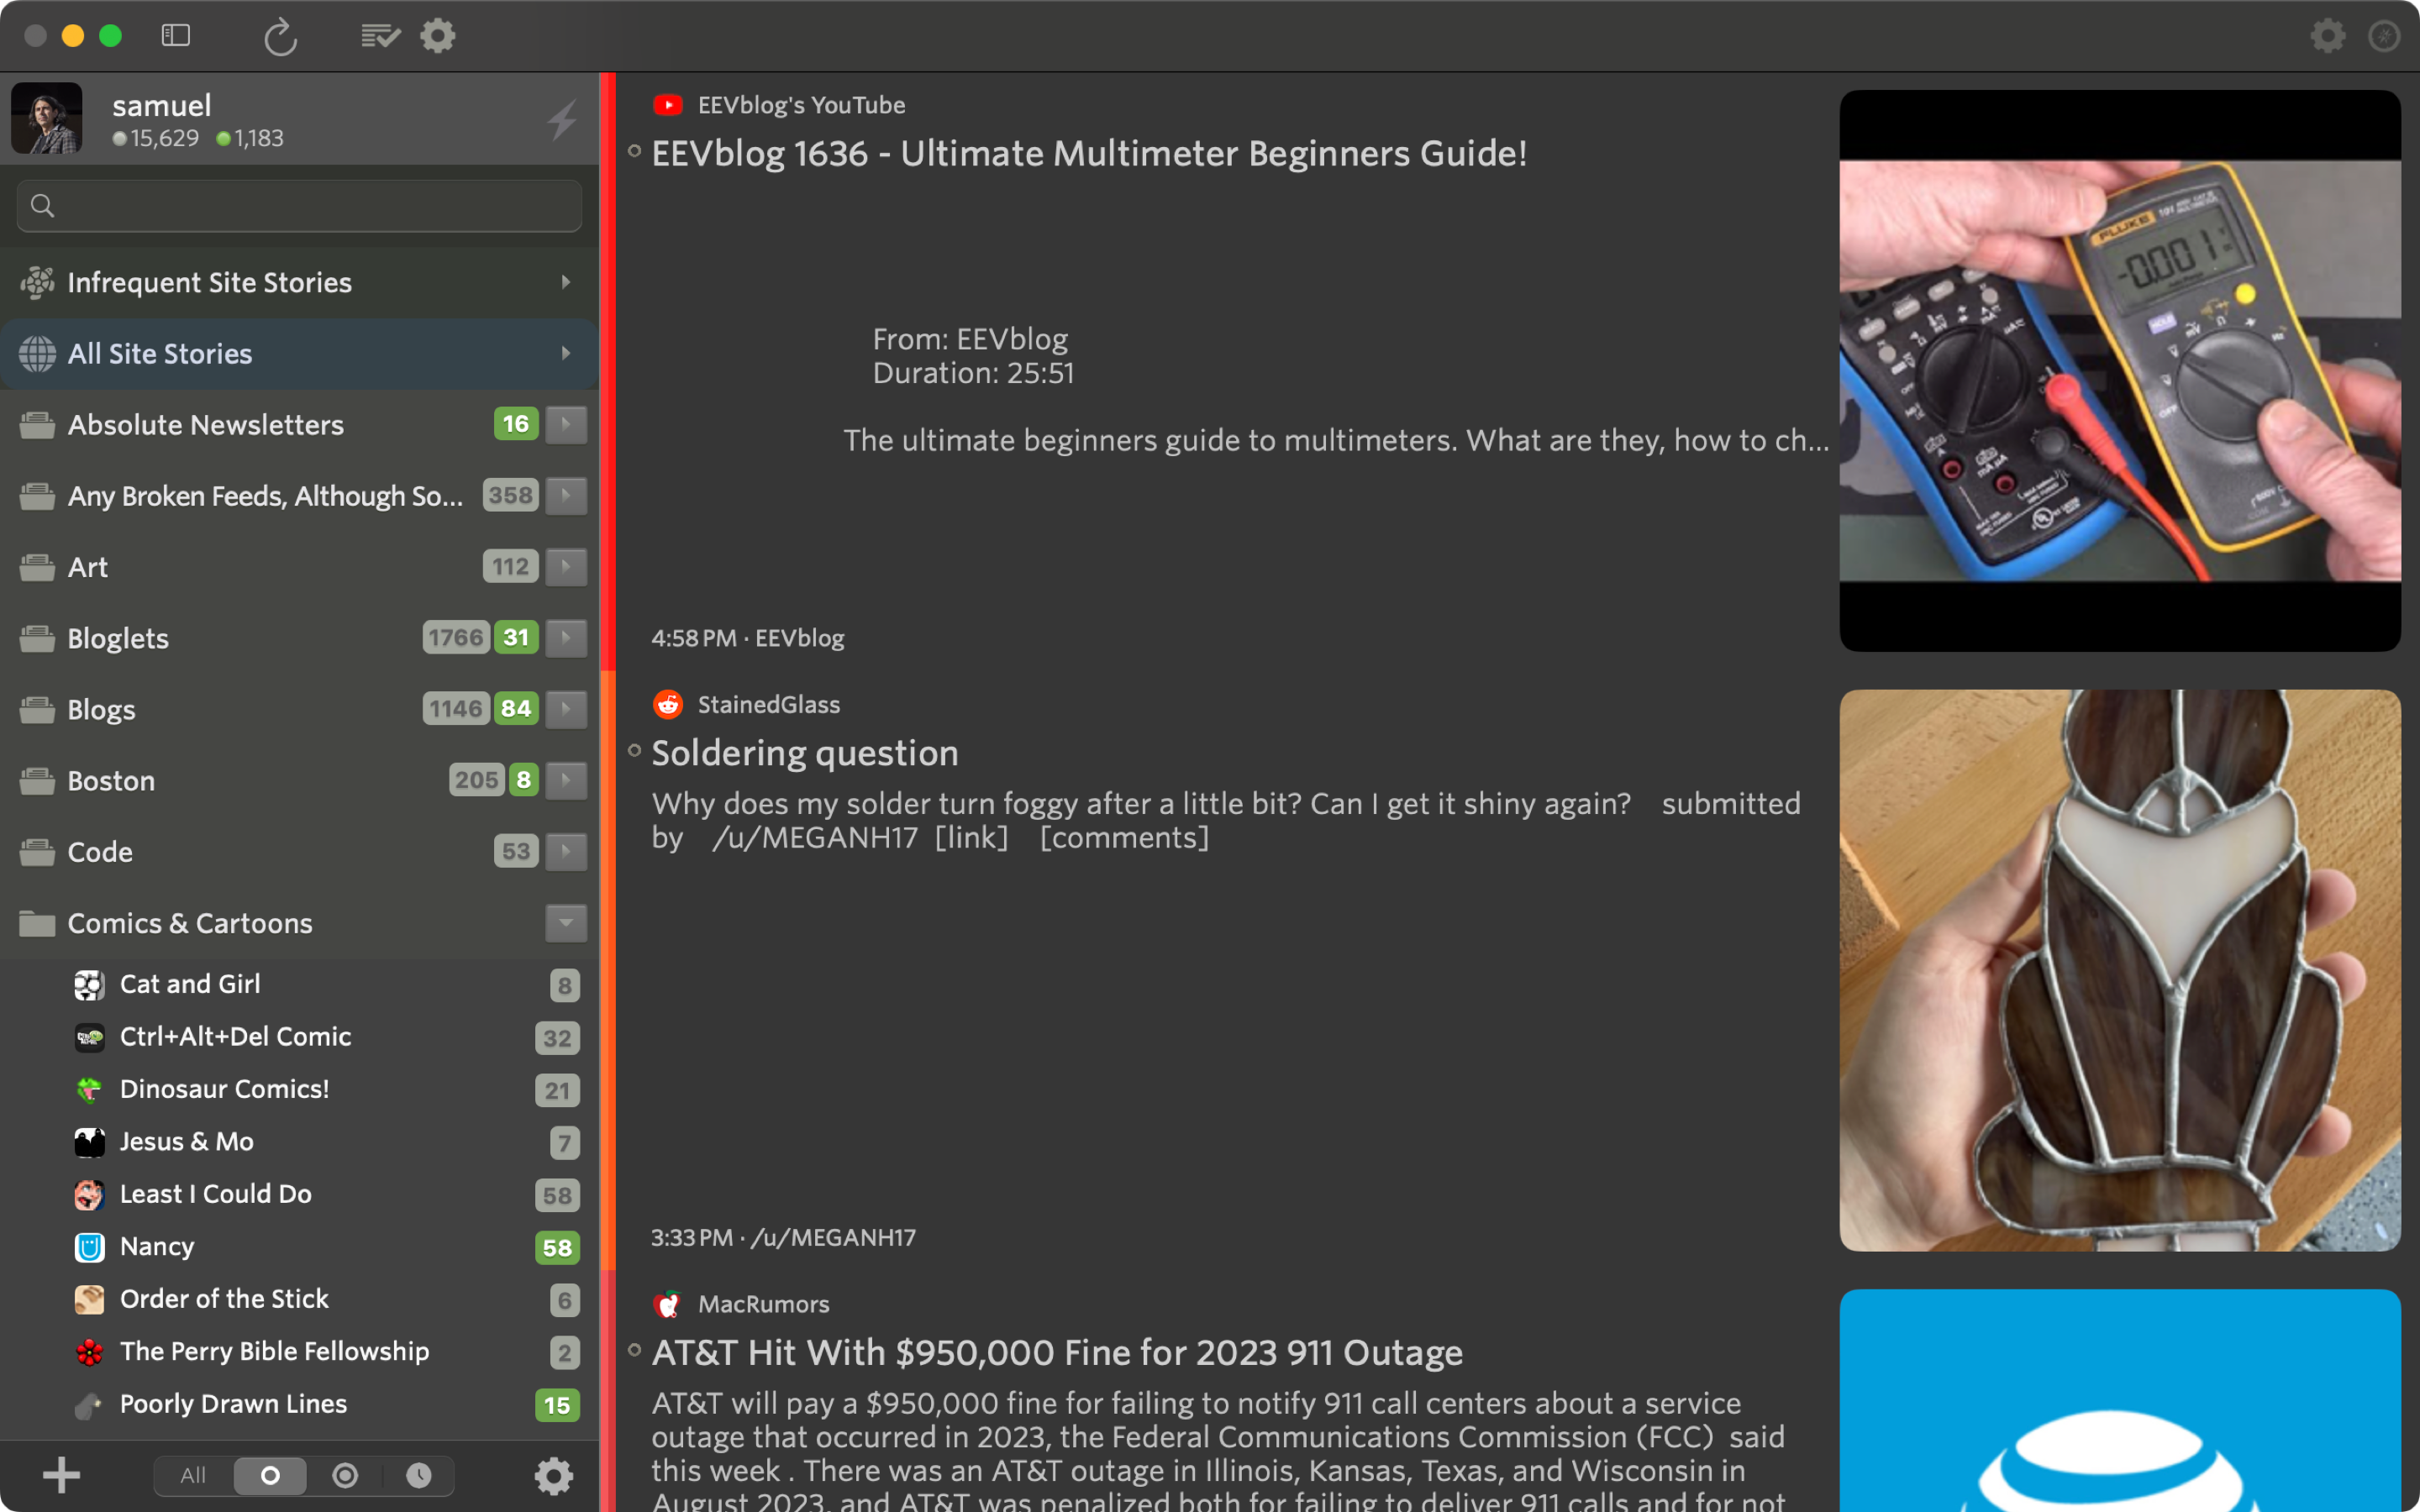 samuel
15,629 1,183
Infrequent Site Stories
All Site Stories
Absolute Newsletters 16
Any Broken Feeds, Although So... 358
Art 112
Bloglets 1766 31
Blogs 1146 84
Boston 205 8
Code 53
Comics & Cartoons
Cat and Girl 8
Ctrl+Alt+Del Comic 32
Dinosaur Comics! 21
Jesus & Mo 7
Least I Could Do 58
Nancy 58
Order of the Stick 6
The Perry Bible Fellowship 2
Poorly Drawn Lines 15
All
EEVblog's YouTube
EEVblog 1636 - Ultimate Multimeter Beginners Guide!
From: EEVblog
Duration: 25:51
The ultimate beginners guide to multimeters. What are they, how to ch...
4:58 PM · EEVblog
FLUKE 101
-0.001
HOLD
OFF
StainedGlass
Soldering question
Why does my solder turn foggy after a little bit? Can I get it shiny again? submitted
by /u/MEGANH17 [link] [comments]
3:33 PM · /u/MEGANH17
MacRumors
AT&T Hit With $950,000 Fine for 2023 911 Outage
AT&T will pay a $950,000 fine for failing to notify 911 call centers about a service
outage that occurred in 2023, the Federal Communications Commission (FCC) said
this week . There was an AT&T outage in Illinois, Kansas, Texas, and Wisconsin in
August 2023, and AT&T was penalized both for failing to deliver 911 calls and for not